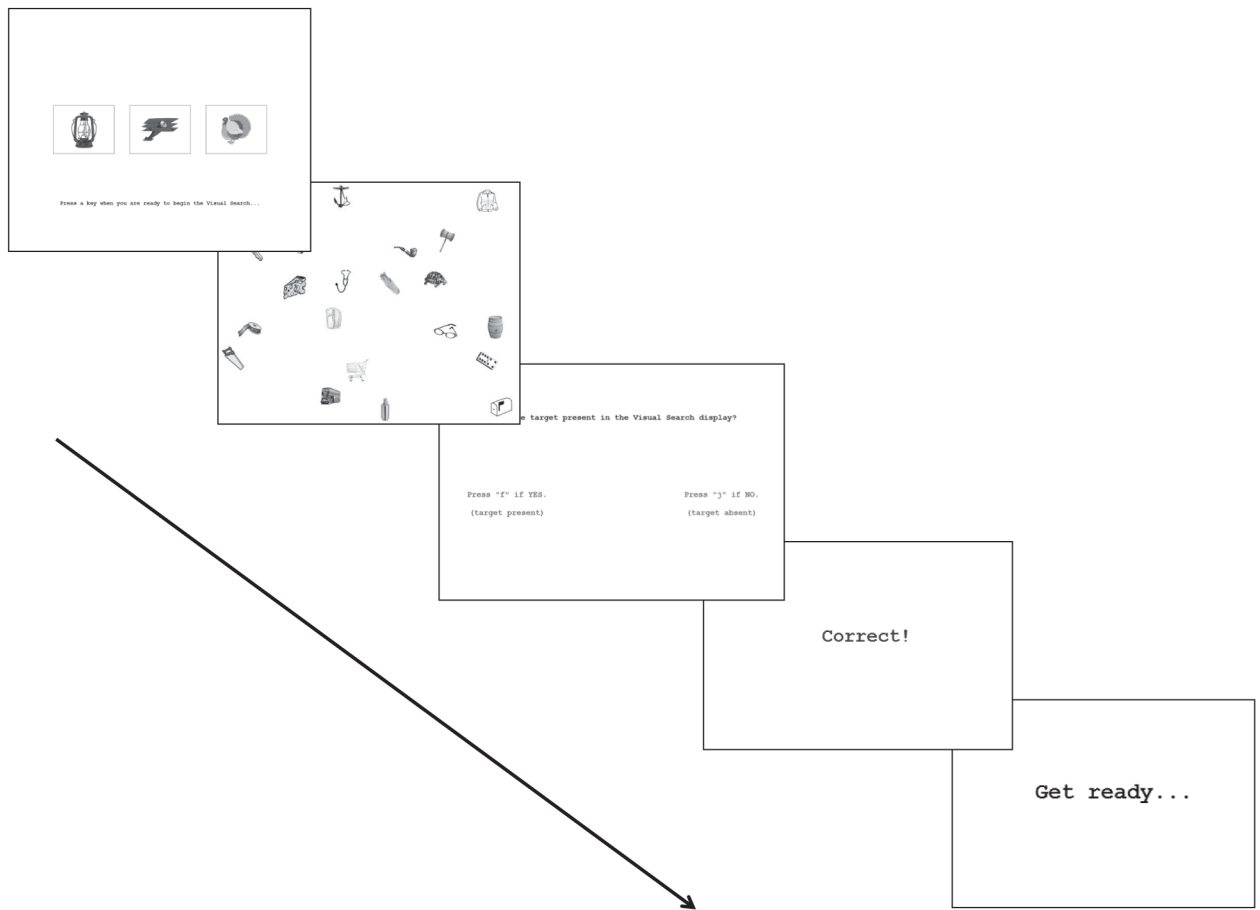 Press a key when you are ready to begin the Visual Search...
e target present in the Visual Search display?
Press "f" if YES.
(target present)
Press "j" if NO.
(target absent)
Correct!
Get ready...